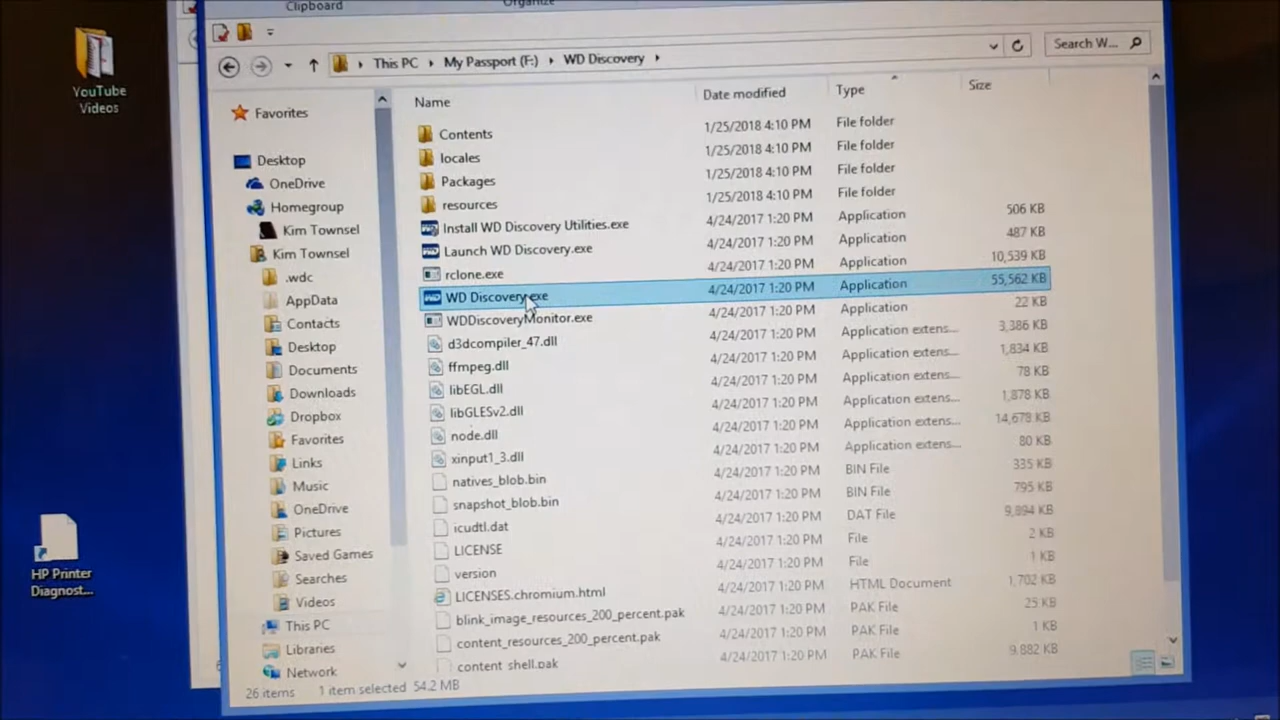 Clipboard
Organize
YouTube
Videos
This PC
My Passport (F:)
WD Discovery
Search W...
Favorites
Desktop
OneDrive
Homegroup
Kim Townsel
Kim Townsel
.wdc
AppData
Contacts
Desktop
Documents
Downloads
Dropbox
Favorites
Links
Music
OneDrive
Pictures
Saved Games
Searches
Videos
This PC
Libraries
Network
HP Printer
Diagnost...
Name Date modified Type Size
Contents 1/25/2018 4:10 PM File folder
locales 1/25/2018 4:10 PM File folder
Packages 1/25/2018 4:10 PM File folder
resources 1/25/2018 4:10 PM File folder
Install WD Discovery Utilities.exe 4/24/2017 1:20 PM Application 506 KB
Launch WD Discovery.exe 4/24/2017 1:20 PM Application 487 KB
rclone.exe 4/24/2017 1:20 PM Application 10,539 KB
WD Discovery.exe 4/24/2017 1:20 PM Application 55,562 KB
WDDiscoveryMonitor.exe 4/24/2017 1:20 PM Application 22 KB
d3dcompiler_47.dll 4/24/2017 1:20 PM Application extens... 3,386 KB
ffmpeg.dll 4/24/2017 1:20 PM Application extens... 1,834 KB
libEGL.dll 4/24/2017 1:20 PM Application extens... 78 KB
libGLESv2.dll 4/24/2017 1:20 PM Application extens... 1,878 KB
node.dll 4/24/2017 1:20 PM Application extens... 14,678 KB
xinput1_3.dll 4/24/2017 1:20 PM Application extens... 80 KB
natives_blob.bin 4/24/2017 1:20 PM BIN File 335 KB
snapshot_blob.bin 4/24/2017 1:20 PM BIN File 795 KB
icudtl.dat 4/24/2017 1:20 PM DAT File 9,894 KB
LICENSE 4/24/2017 1:20 PM File 2 KB
version 4/24/2017 1:20 PM File 1 KB
LICENSES.chromium.html 4/24/2017 1:20 PM HTML Document 1,702 KB
blink_image_resources_200_percent.pak 4/24/2017 1:20 PM PAK File 25 KB
content_resources_200_percent.pak 4/24/2017 1:20 PM PAK File 1 KB
content_shell.pak 4/24/2017 1:20 PM PAK File 9,882 KB
26 items 1 item selected 54.2 MB